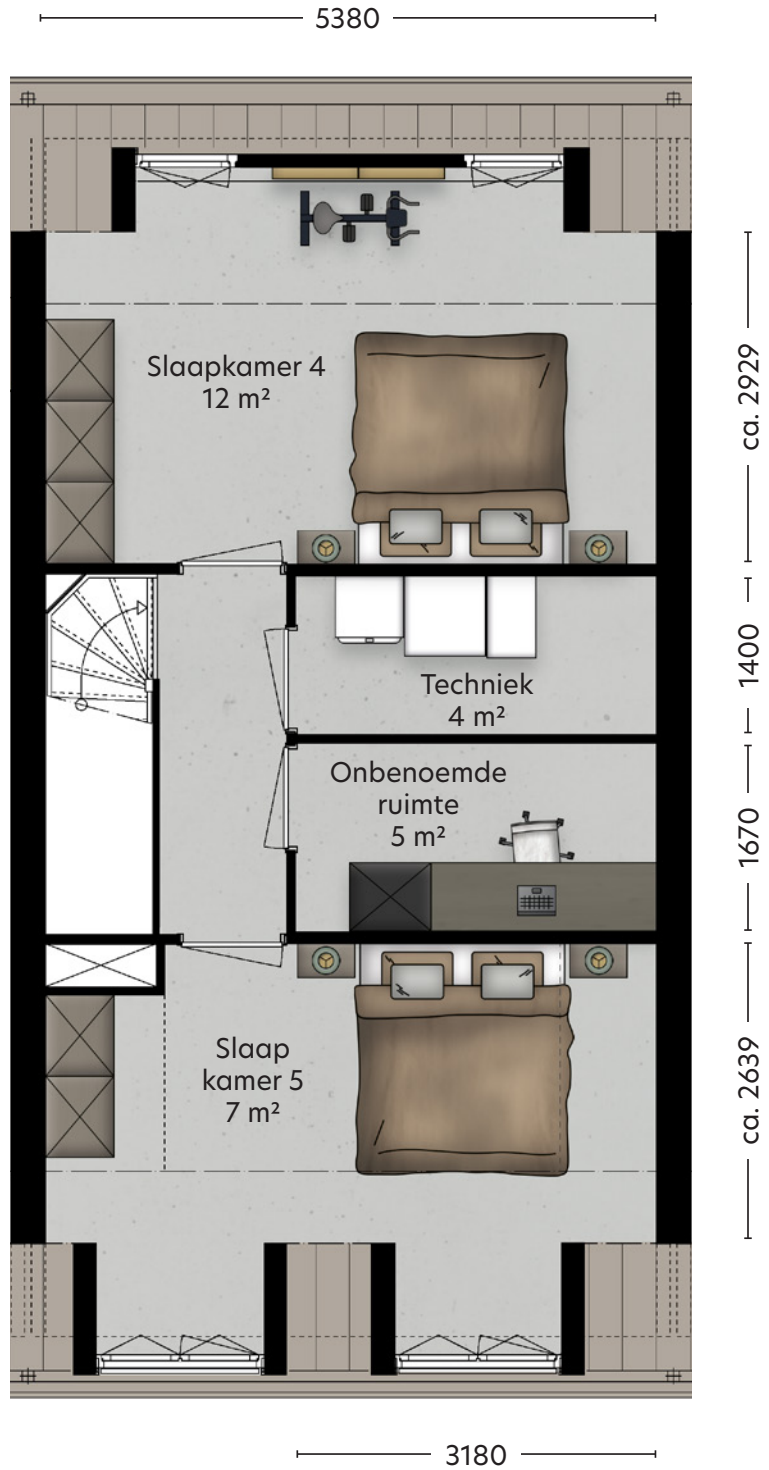 5380
Slaapkamer 4
12 m²
ca. 2929
Techniek
4 m²
1400
Onbenoemde
ruimte
5 m²
1670
Slaap
kamer 5
7 m²
ca. 2639
3180